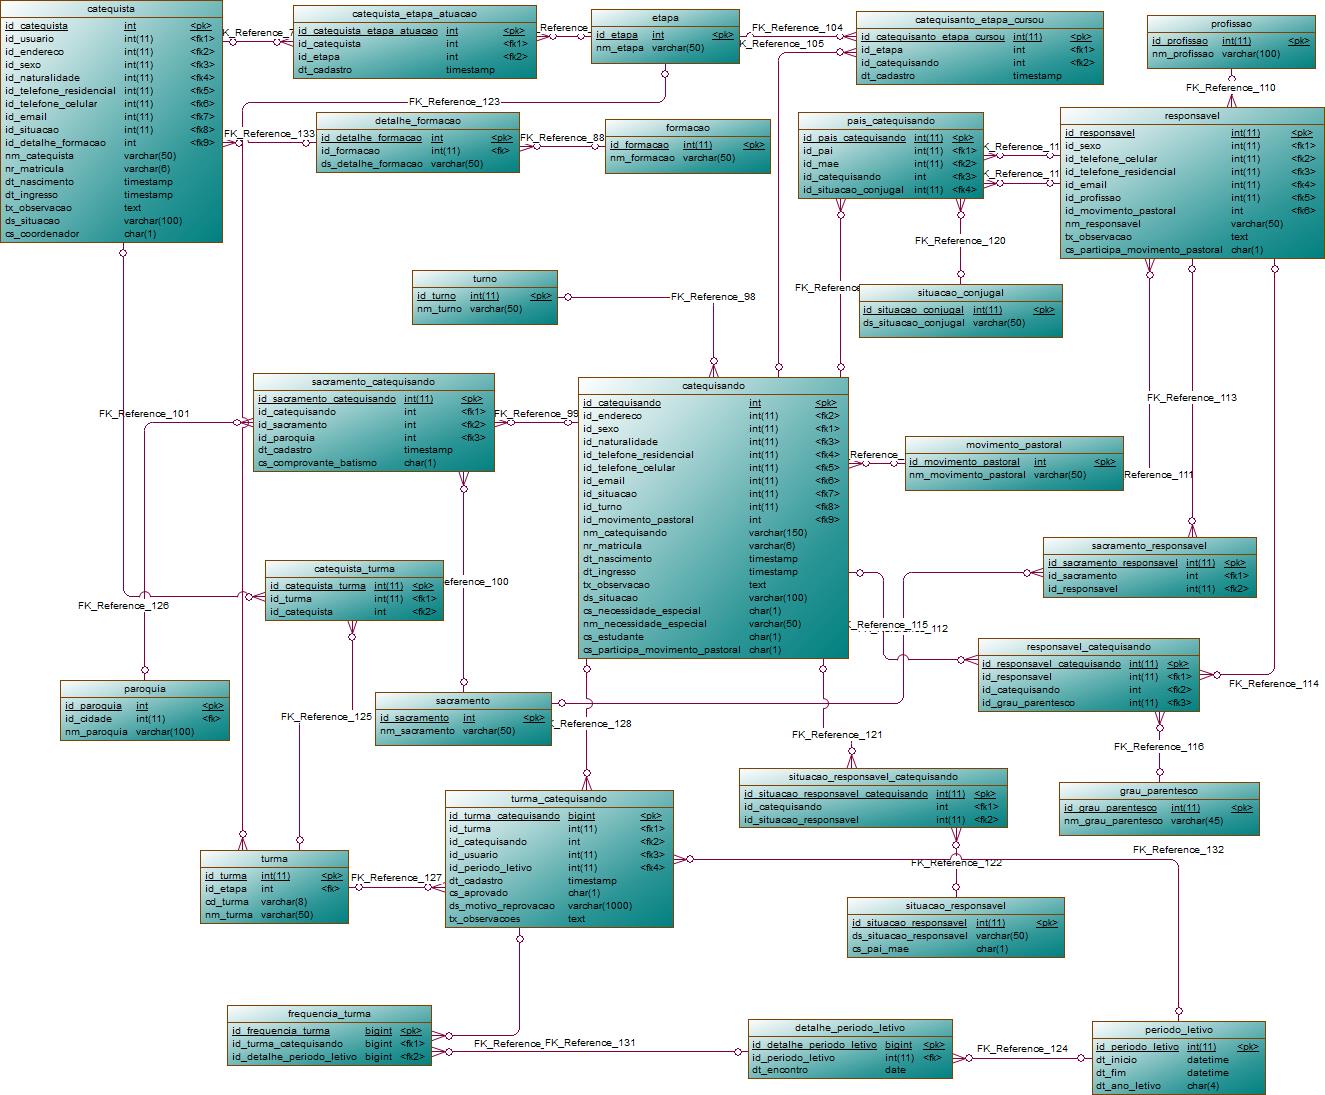 catequista
id_catequista int <pk>
id_usuario int(11) <fk1>
id_endereco int(11) <fk2>
id_sexo int(11) <fk3>
id_naturalidade int(11) <fk4>
id_telefone_residencial int(11) <fk5>
id_telefone_celular int(11) <fk6>
id_email int(11) <fk7>
id_situacao int(11) <fk8>
id_detalhe_formacao int <fk9>
nm_catequista varchar(50)
nr_matricula varchar(6)
dt_nascimento timestamp
dt_ingresso timestamp
tx_observacao text
ds_situacao varchar(100)
cs_coordenador char(1)
catequista_etapa_atuacao
id_catequista_etapa_atuacao int <pk>
id_catequista int <fk1>
id_etapa int <fk2>
dt_cadastro timestamp
Reference_
etapa
id_etapa int <pk>
nm_etapa varchar(50)
FK_Reference_104
K_Reference_105
catequisanto_etapa_cursou
id_catequisanto_etapa_cursou int(11) <pk>
id_etapa int <fk1>
id_catequisando int <fk2>
dt_cadastro timestamp
profissao
id_profissao int(11) <pk>
nm_profissao varchar(100)
FK_Reference_110
FK_Reference_123
FK_Reference_133
detalhe_formacao
id_detalhe_formacao int <pk>
id_formacao int(11) <fk>
ds_detalhe_formacao varchar(50)
FK_Reference_88
formacao
id_formacao int(11) <pk>
nm_formacao varchar(50)
pais_catequisando
id_pais_catequisando int(11) <pk>
id_pai int(11) <fk1>
id_mae int(11) <fk2>
id_catequisando int <fk3>
id_situacao_conjugal int(11) <fk4>
K_Reference_11
K_Reference_11
responsavel
id_responsavel int(11) <pk>
id_sexo int(11) <fk1>
id_telefone_celular int(11) <fk2>
id_telefone_residencial int(11) <fk3>
id_email int(11) <fk4>
id_profissao int(11) <fk5>
id_movimento_pastoral int <fk6>
nm_responsavel varchar(50)
tx_observacao text
cs_participa_movimento_pastoral char(1)
FK_Reference_120
turno
id_turno int(11) <pk>
nm_turno varchar(50)
FK_Reference_98
FK_Reference
situacao_conjugal
id_situacao_conjugal int(11) <pk>
ds_situacao_conjugal varchar(50)
sacramento_catequisando
id_sacramento_catequisando int(11) <pk>
id_catequisando int <fk1>
id_sacramento int <fk2>
id_paroquia int <fk3>
dt_cadastro timestamp
cs_comprovante_batismo char(1)
FK_Reference_101
FK_Reference_99
catequisando
id_catequisando int <pk>
id_endereco int(11) <fk2>
id_sexo int(11) <fk1>
id_naturalidade int(11) <fk3>
id_telefone_residencial int(11) <fk4>
id_telefone_celular int(11) <fk5>
id_email int(11) <fk6>
id_situacao int(11) <fk7>
id_turno int(11) <fk8>
id_movimento_pastoral int <fk9>
nm_catequisando varchar(150)
nr_matricula varchar(6)
dt_nascimento timestamp
dt_ingresso timestamp
tx_observacao text
ds_situacao varchar(100)
cs_necessidade_especial char(1)
nm_necessidade_especial varchar(50)
cs_estudante char(1)
cs_participa_movimento_pastoral char(1)
Reference_
movimento_pastoral
id_movimento_pastoral int <pk>
nm_movimento_pastoral varchar(50)
FK_Reference_113
Reference_111
sacramento_responsavel
id_sacramento_responsavel int(11) <pk>
id_sacramento int <fk1>
id_responsavel int(11) <fk2>
catequista_turma
id_catequista_turma int(11) <pk>
id_turma int(11) <fk1>
id_catequista int <fk2>
eference_100
FK_Reference_126
_Reference_115
_112
responsavel_catequisando
id_responsavel_catequisando int(11) <pk>
id_responsavel int(11) <fk1>
id_catequisando int <fk2>
id_grau_parentesco int(11) <fk3>
FK_Reference_114
paroquia
id_paroquia int <pk>
id_cidade int(11) <fk>
nm_paroquia varchar(100)
FK_Reference_125
sacramento
id_sacramento int <pk>
nm_sacramento varchar(50)
_Reference_128
FK_Reference_121
FK_Reference_116
situacao_responsavel_catequisando
id_situacao_responsavel_catequisando int(11) <pk>
id_catequisando int <fk1>
id_situacao_responsavel int(11) <fk2>
grau_parentesco
id_grau_parentesco int(11) <pk>
nm_grau_parentesco varchar(45)
turma_catequisando
id_turma_catequisando bigint <pk>
id_turma int(11) <fk1>
id_catequisando int <fk2>
id_usuario int(11) <fk3>
id_periodo_letivo int(11) <fk4>
dt_cadastro timestamp
cs_aprovado char(1)
ds_motivo_reprovacao varchar(1000)
tx_observacoes text
FK_Reference_132
FK_Reference_122
turma
id_turma int(11) <pk>
id_etapa int <fk>
cd_turma varchar(8)
nm_turma varchar(50)
FK_Reference_127
situacao_responsavel
id_situacao_responsavel int(11) <pk>
ds_situacao_responsavel varchar(50)
cs_pai_mae char(1)
frequencia_turma
id_frequencia_turma bigint <pk>
id_turma_catequisando bigint <fk1>
id_detalhe_periodo_letivo bigint <fk2>
FK_Reference_FK_Reference_131
detalhe_periodo_letivo
id_detalhe_periodo_letivo bigint <pk>
id_periodo_letivo int(11) <fk>
dt_encontro date
FK_Reference_124
periodo_letivo
id_periodo_letivo int(11) <pk>
dt_inicio datetime
dt_fim datetime
dt_ano_letivo char(4)